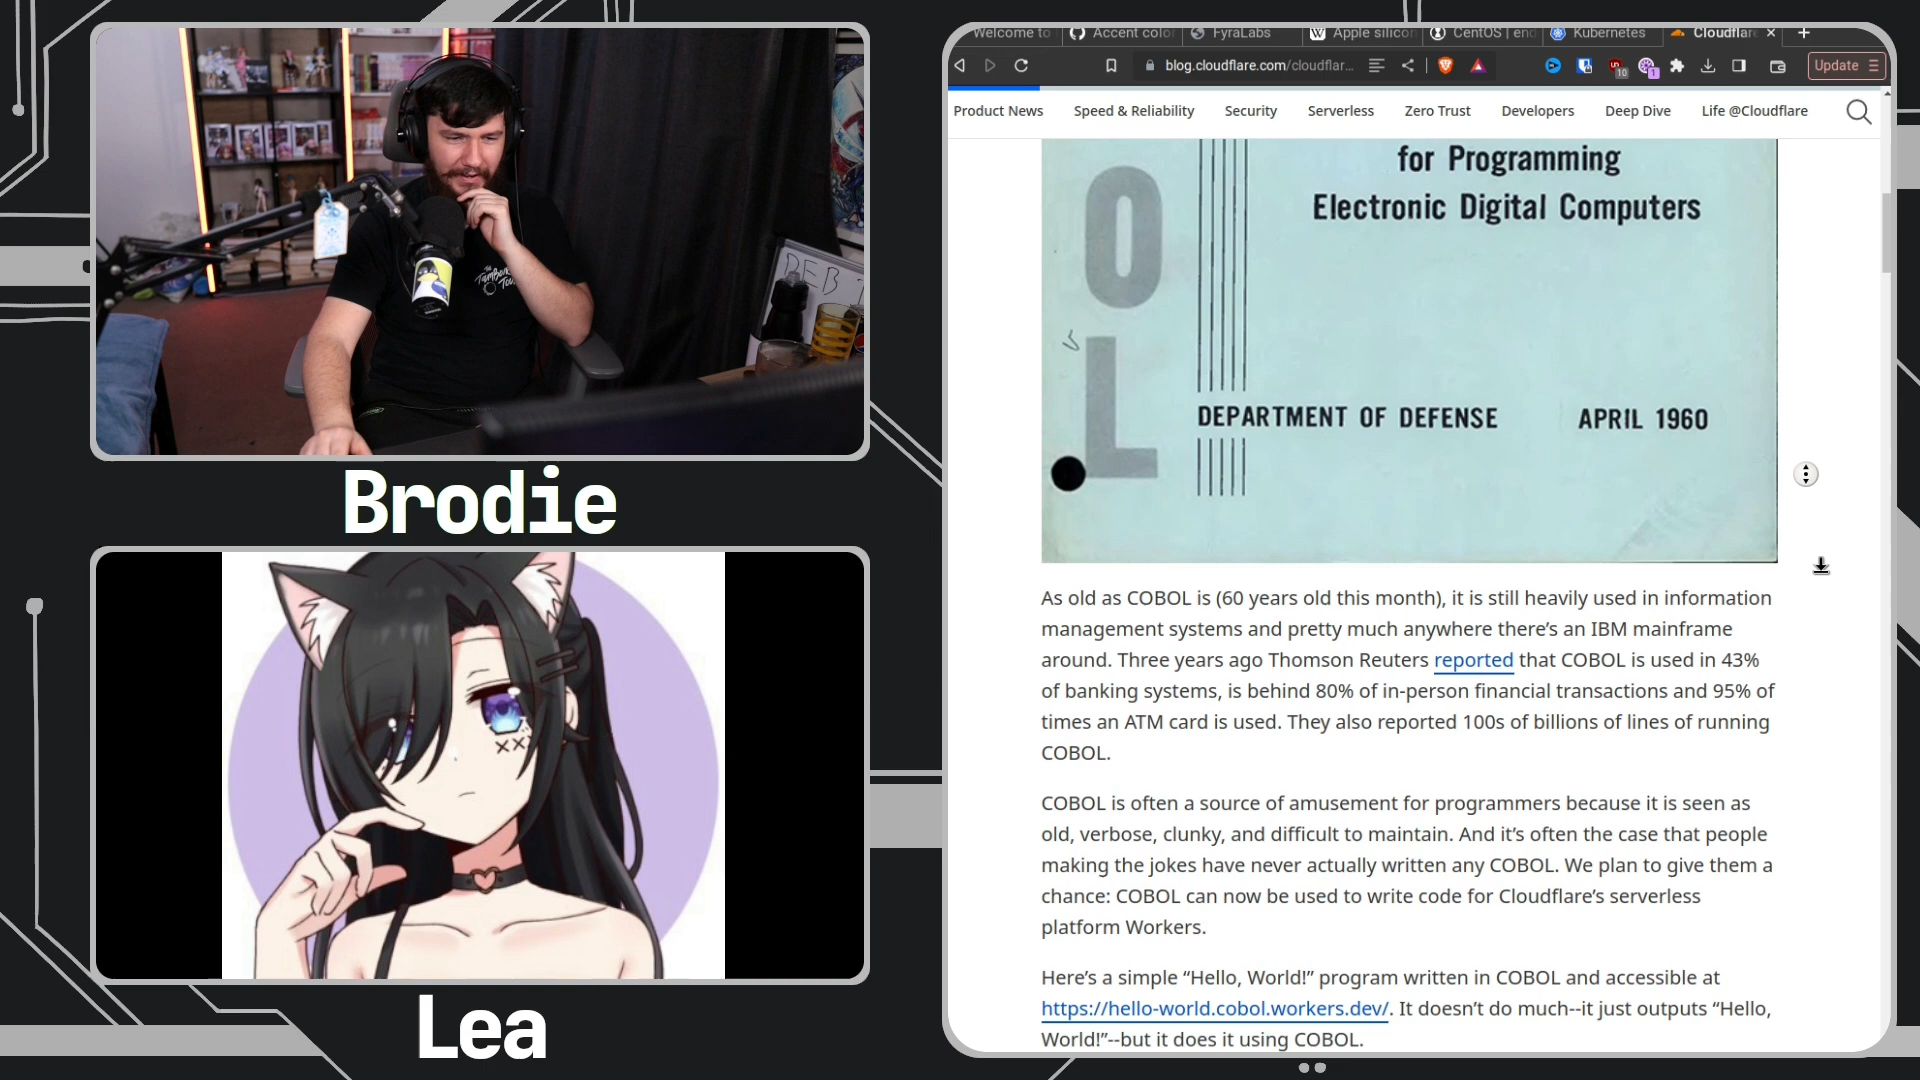 Welcome to
Accent color
FyraLabs
Apple silicon
CentOS | end
Kubernetes
Cloudflare
blog.cloudflare.com/cloudflar...
10
1
Update
Product News
Speed & Reliability
Security
Serverless
Zero Trust
Developers
Deep Dive
Life @Cloudflare
for Programming
Electronic Digital Computers
O
L
DEPARTMENT OF DEFENSE APRIL 1960
As old as COBOL is (60 years old this month), it is still heavily used in information
management systems and pretty much anywhere there’s an IBM mainframe
around. Three years ago Thomson Reuters reported that COBOL is used in 43%
of banking systems, is behind 80% of in-person financial transactions and 95% of
times an ATM card is used. They also reported 100s of billions of lines of running
COBOL.
COBOL is often a source of amusement for programmers because it is seen as
old, verbose, clunky, and difficult to maintain. And it’s often the case that people
making the jokes have never actually written any COBOL. We plan to give them a
chance: COBOL can now be used to write code for Cloudflare’s serverless
platform Workers.
Here’s a simple “Hello, World!” program written in COBOL and accessible at
https://hello-world.cobol.workers.dev/. It doesn’t do much--it just outputs “Hello,
World!”--but it does it using COBOL.
DEB
Brodie
Lea